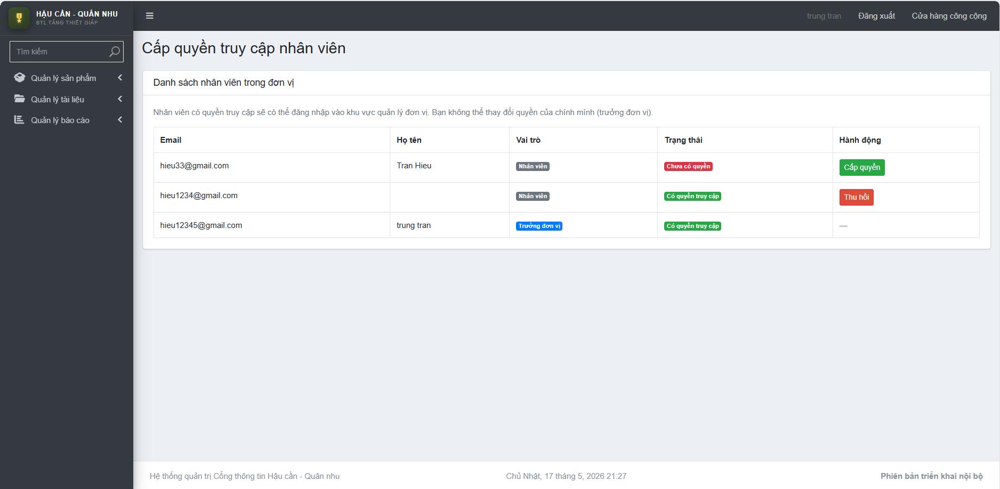 HẬU CẦN - QUÂN NHU
BTL TĂNG THIẾT GIÁP
trung tran
Đăng xuất
Cửa hàng công cộng
Tìm kiếm
Quản lý sản phẩm
Quản lý tài liệu
Quản lý báo cáo
Cấp quyền truy cập nhân viên
Danh sách nhân viên trong đơn vị
Nhân viên có quyền truy cập sẽ có thể đăng nhập vào khu vực quản lý đơn vị. Bạn không thể thay đổi quyền của chính mình (trưởng đơn vị).
Email Họ tên Vai trò Trạng thái Hành động
hieu33@gmail.com Tran Hieu Nhân viên Chưa có quyền Cấp quyền
hieu1234@gmail.com Nhân viên Có quyền truy cập Thu hồi
hieu12345@gmail.com trung tran Trưởng đơn vị Có quyền truy cập —
Hệ thống quản trị Cổng thông tin Hậu cần - Quân nhu
Chủ Nhật, 17 tháng 5, 2026 21:27
Phiên bản triển khai nội bộ